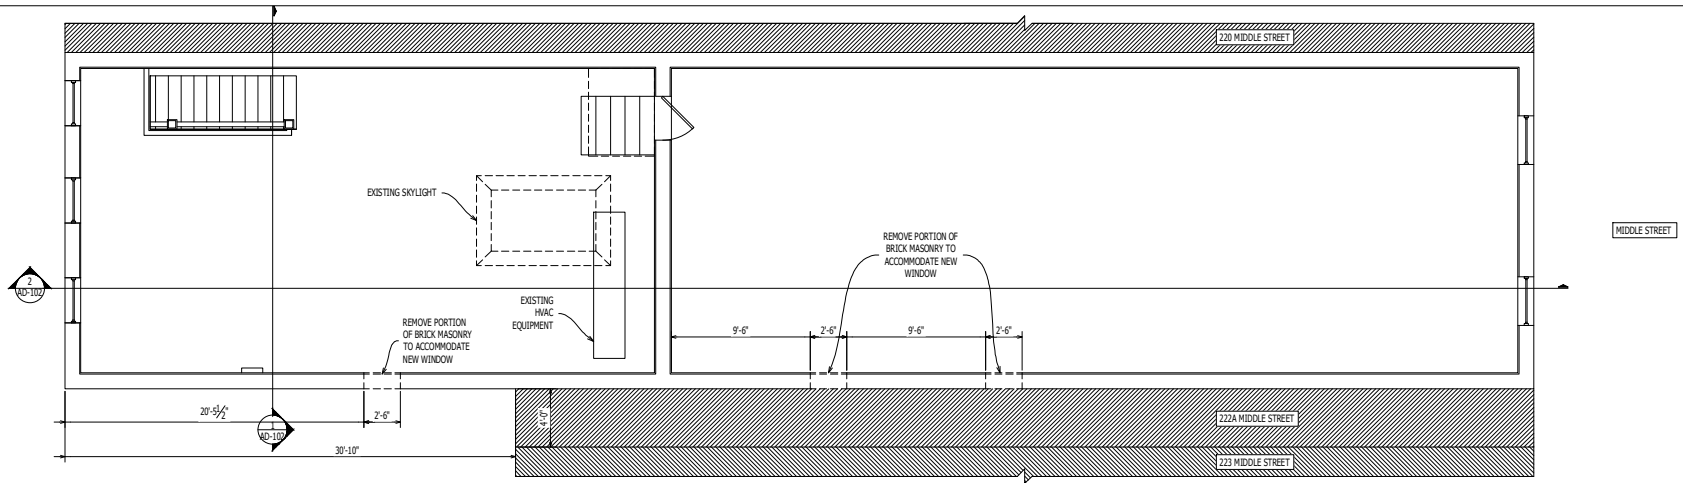 220 MIDDLE STREET
EXISTING SKYLIGHT
MIDDLE STREET
REMOVE PORTION OF
BRICK MASONRY TO
ACCOMMODATE NEW
WINDOW
2
AD-102
EXISTING
HVAC
EQUIPMENT
REMOVE PORTION
OF BRICK MASONRY
TO ACCOMMODATE
NEW WINDOW
9'-6"
2'-6"
9'-6"
2'-6"
20'-5½"
2'-6"
4'-0"
222A MIDDLE STREET
1
AD-102
30'-10"
223 MIDDLE STREET